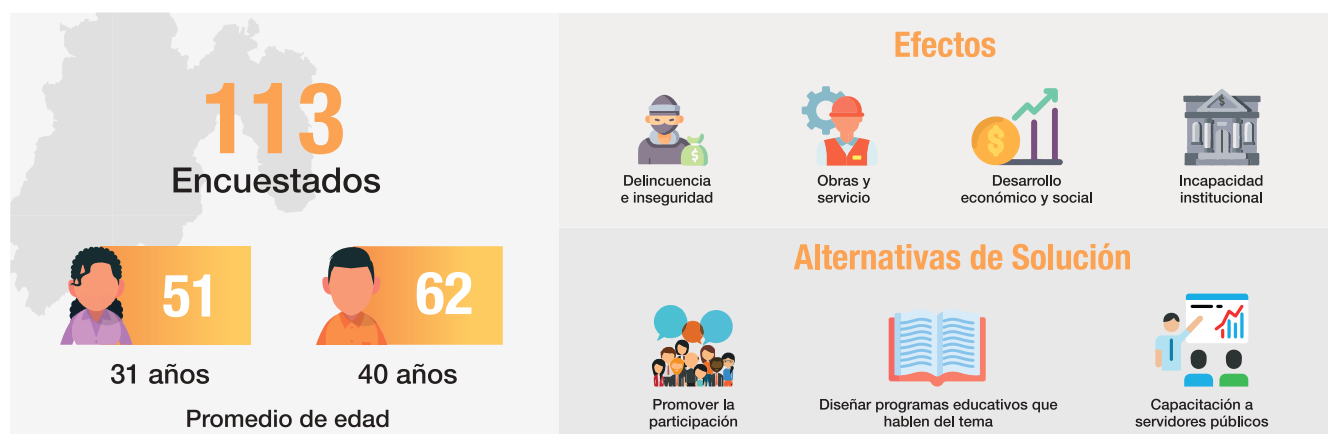 113
Encuestados
51
62
31 años
40 años
Promedio de edad
Efectos
Delincuencia
e inseguridad
Obras y
servicio
Desarrollo
económico y social
Incapacidad
institucional
Alternativas de Solución
Promover la
participación
Diseñar programas educativos que
hablen del tema
Capacitación a
servidores públicos